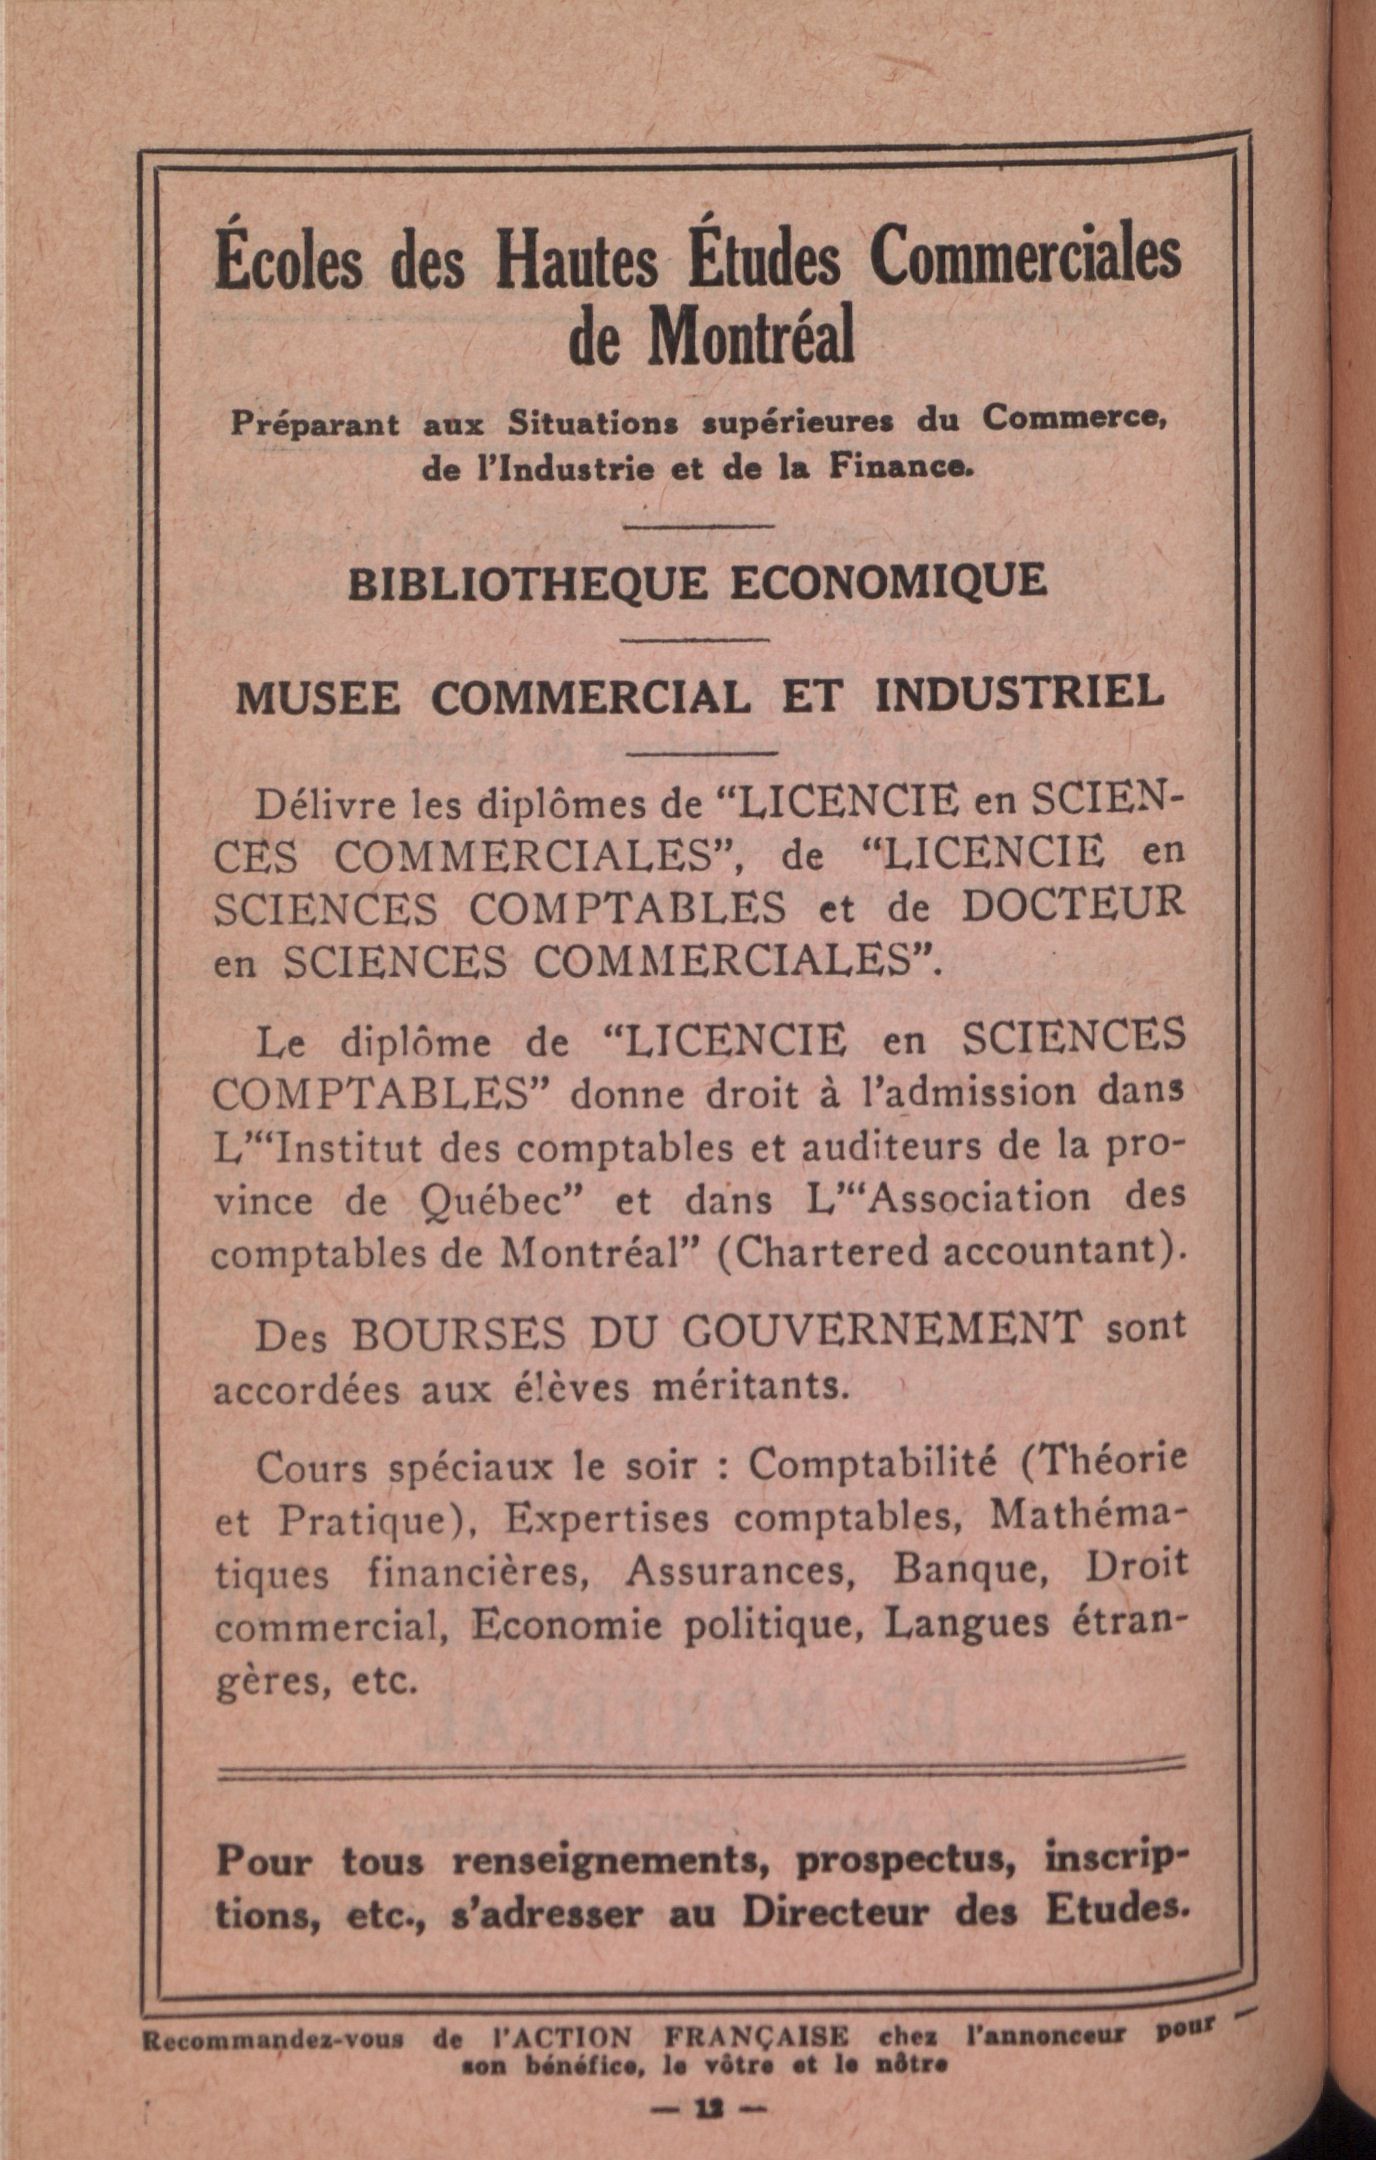 Écoles des Hautes Études Commerciales
de Montréal
Préparant aux Situations supérieures du Commerce,
de l'Industrie et de la Finance.
BIBLIOTHEQUE ECONOMIQUE
MUSEE COMMERCIAL ET INDUSTRIEL
Délivre les diplômes de “LICENCIE en SCIEN-
CES COMMERCIALES”, de “LICENCIE en
SCIENCES COMPTABLES et de DOCTEUR
en SCIENCES COMMERCIALES”.
Le diplôme de “LICENCIE en SCIENCES
COMPTABLES” donne droit à l'admission dans
L'“Institut des comptables et auditeurs de la pro-
vince de Québec” et dans L'“Association des
comptables de Montréal” (Chartered accountant).
Des BOURSES DU GOUVERNEMENT sont
accordées aux élèves méritants.
Cours spéciaux le soir : Comptabilité (Théorie
et Pratique), Expertises comptables, Mathéma-
tiques financières, Assurances, Banque, Droit
commercial, Economie politique, Langues étran-
gères, etc.
Pour tous renseignements, prospectus, inscrip-
tions, etc., s'adresser au Directeur des Etudes.
Recommandez-vous de l'ACTION FRANÇAISE chez l'annonceur pour
son bénéfice, le vôtre et le nôtre
— 12 —